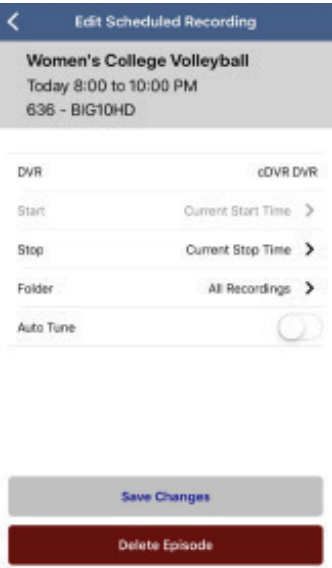 Edit Scheduled Recording
Women's College Volleyball
Today 8:00 to 10:00 PM
636 - BIG10HD
DVR cDVR DVR
Start Current Start Time
Stop Current Stop Time
Folder All Recordings
Auto Tune
Save Changes
Delete Episode